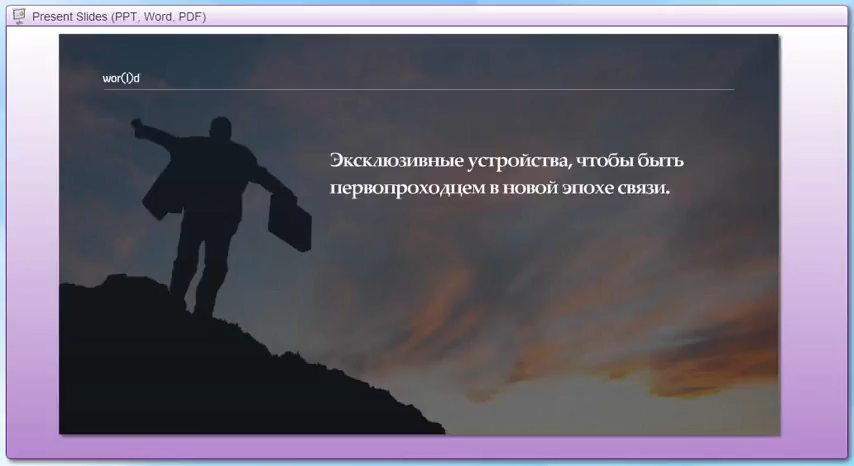 Present Slides (PPT, Word, PDF)
wor(l)d
Эксклюзивные устройства, чтобы быть
первопроходцем в новой эпохе связи.